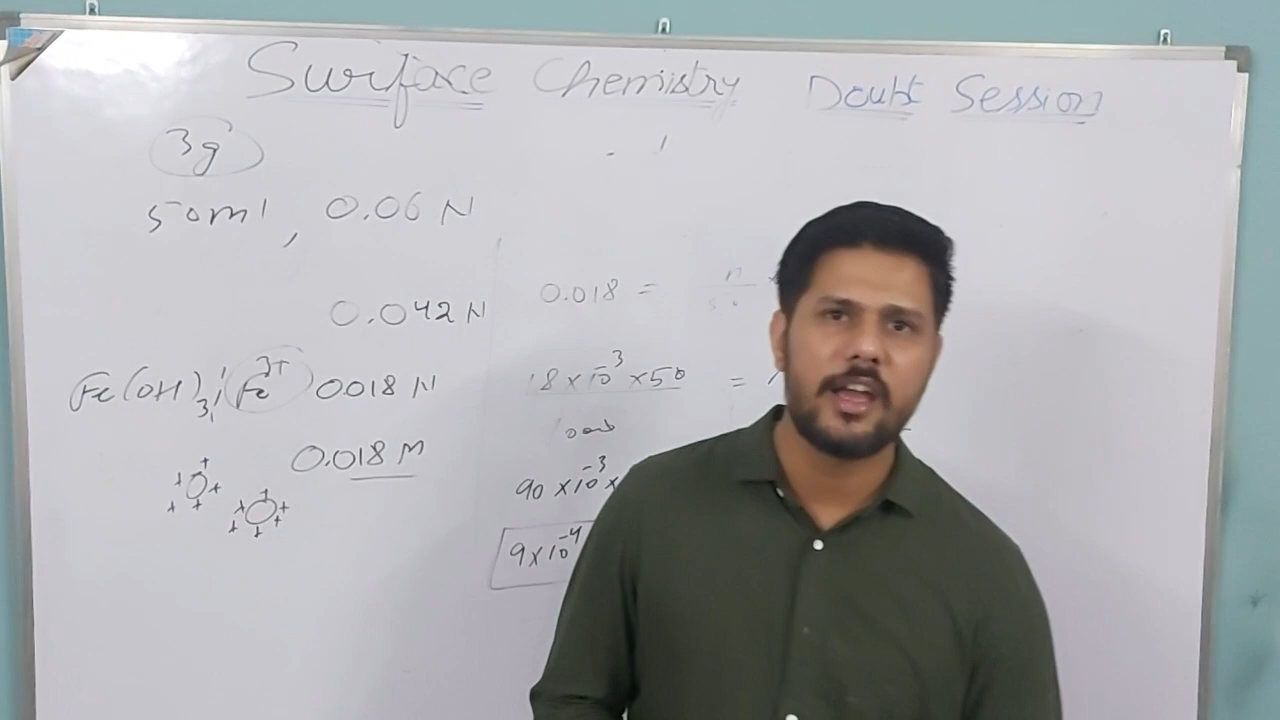 Surface Chemistry Doubt Session
3g
50ml, 0.06 N
0.042 N
Fe(OH)3 ; Fe3+ 0.018 N
0.018 M
0.018 = n
18 x 10-3 x 50 =
90 x 10-3 x
9 x 10-4